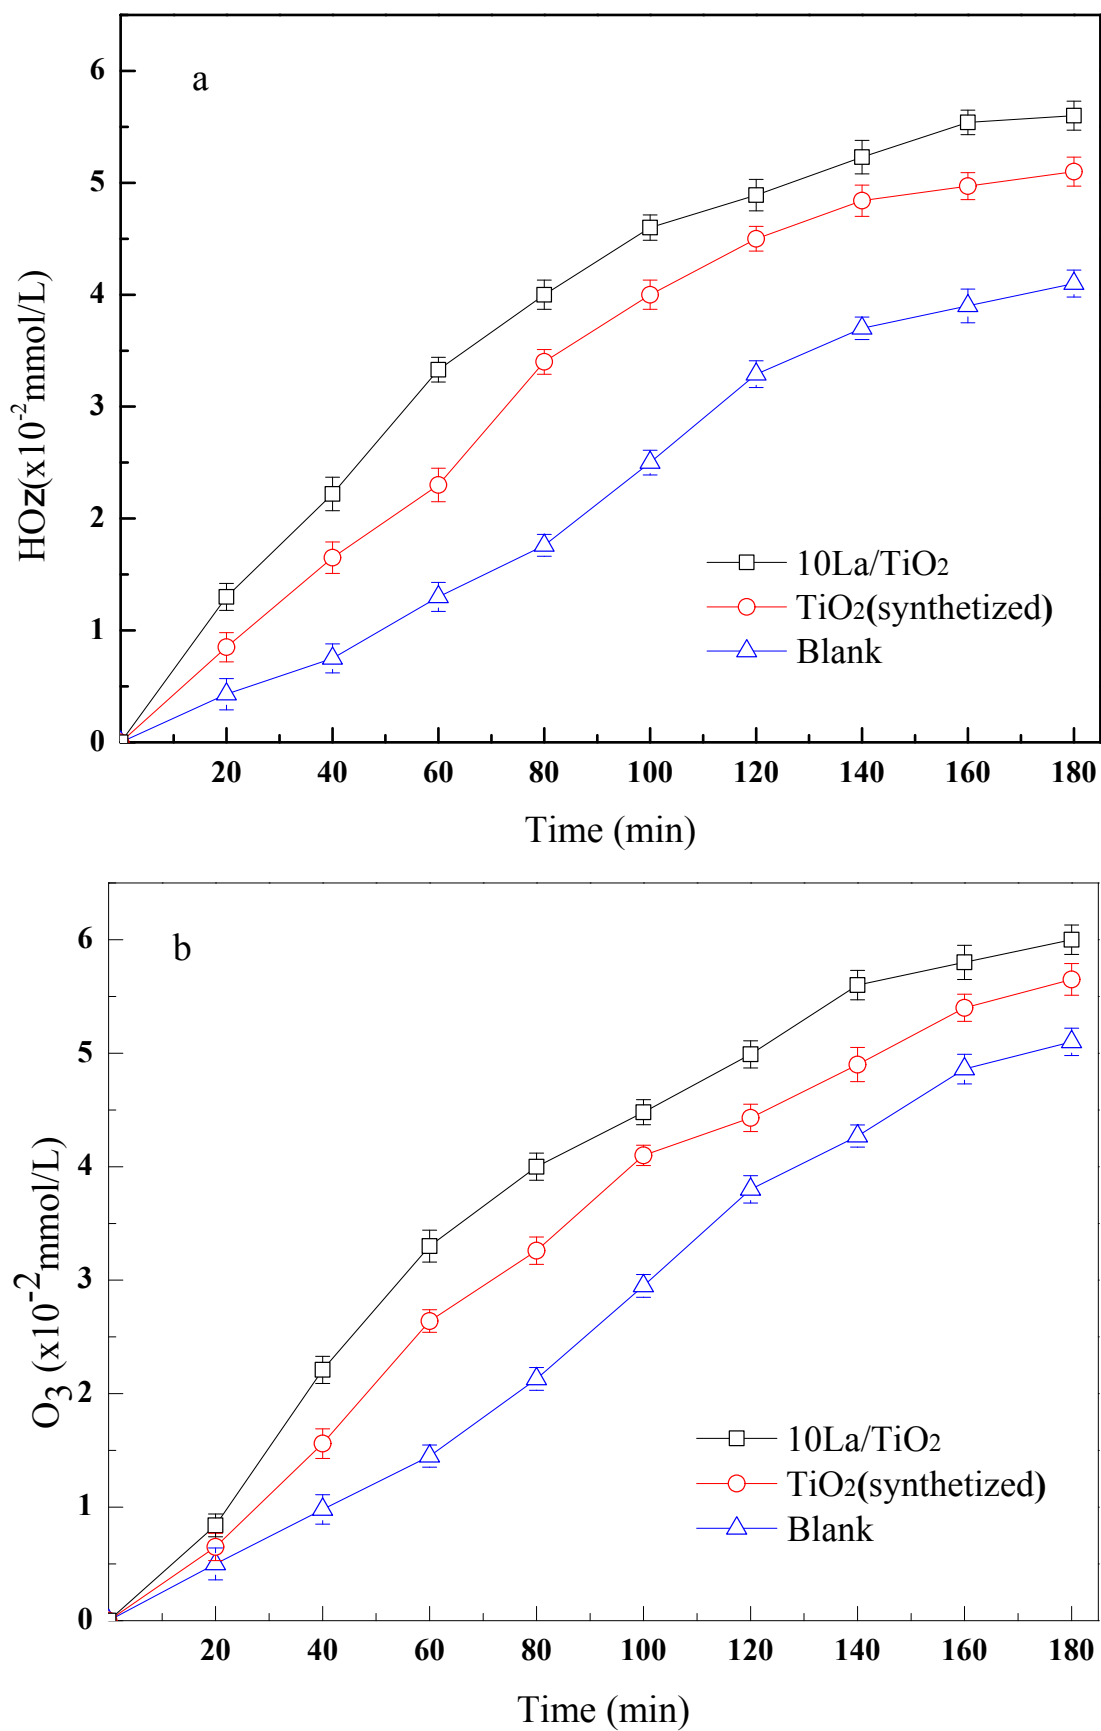 a
6
5
4
3
2
1
0
HOz(x10⁻²mmol/L)
10La/TiO₂
TiO₂(synthetized)
Blank
20 40 60 80 100 120 140 160 180
Time (min)
b
6
5
4
3
2
1
0
O₃ (x10⁻²mmol/L)
10La/TiO₂
TiO₂(synthetized)
Blank
20 40 60 80 100 120 140 160 180
Time (min)